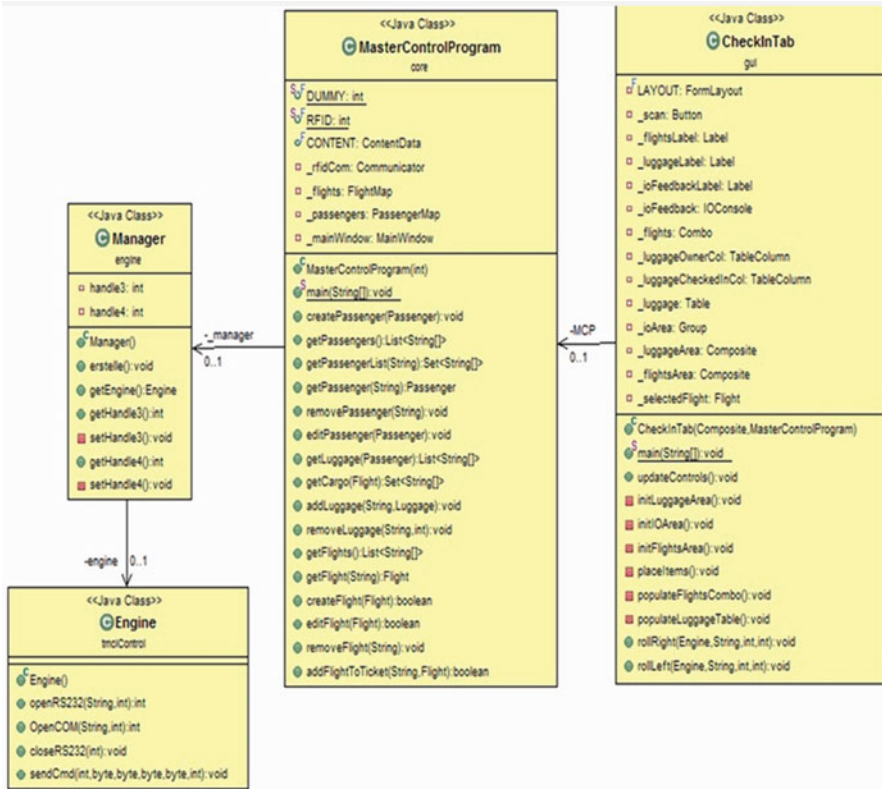 <<Java Class>>
Manager
engine
handle3: int
handle4: int
Manager()
erstelle():void
getEngine():Engine
getHandle3():int
setHandle3():void
getHandle4():int
setHandle4():void
-engine 0..1
<<Java Class>>
Engine
tmclControl
Engine()
openRS232(String,int):int
OpenCOM(String,int):int
closeRS232(int):void
sendCmd(int,byte,byte,byte,byte,int):void
-_manager
0..1
<<Java Class>>
MasterControlProgram
core
DUMMY: int
RFID: int
CONTENT: ContentData
_rfidCom: Communicator
_flights: FlightMap
_passengers: PassengerMap
_mainWindow: MainWindow
MasterControlProgram(int)
main(String[]):void
createPassenger(Passenger):void
getPassengers():List<String[]>
getPassengerList(String):Set<String[]>
getPassenger(String):Passenger
removePassenger(String):void
editPassenger(Passenger):void
getLuggage(Passenger):List<String[]>
getCargo(Flight):Set<String[]>
addLuggage(String,Luggage):void
removeLuggage(String,int):void
getFlights():List<String[]>
getFlight(String):Flight
createFlight(Flight):boolean
editFlight(Flight):boolean
removeFlight(String):void
addFlightToTicket(String,Flight):boolean
-MCP
0..1
<<Java Class>>
CheckInTab
gui
LAYOUT: FormLayout
_scan: Button
_flightsLabel: Label
_luggageLabel: Label
_ioFeedbackLabel: Label
_ioFeedback: IOConsole
_flights: Combo
_luggageOwnerCol: TableColumn
_luggageCheckedInCol: TableColumn
_luggage: Table
_ioArea: Group
_luggageArea: Composite
_flightsArea: Composite
_selectedFlight: Flight
CheckInTab(Composite,MasterControlProgram)
main(String[]):void
updateControls():void
initLuggageArea():void
initIOArea():void
initFlightsArea():void
placeItems():void
populateFlightsCombo():void
populateLuggageTable():void
rollRight(Engine,String,int,int):void
rollLeft(Engine,String,int,int):void